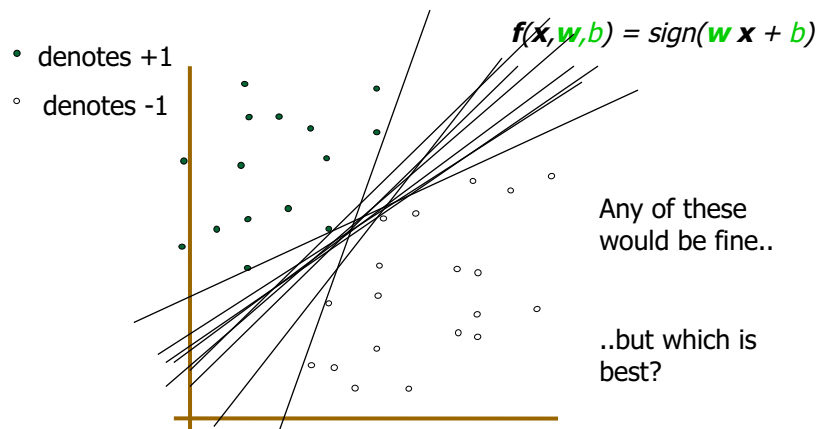 f(x,w,b) = sign(w x + b)
denotes +1
denotes -1
Any of these
would be fine..
..but which is
best?